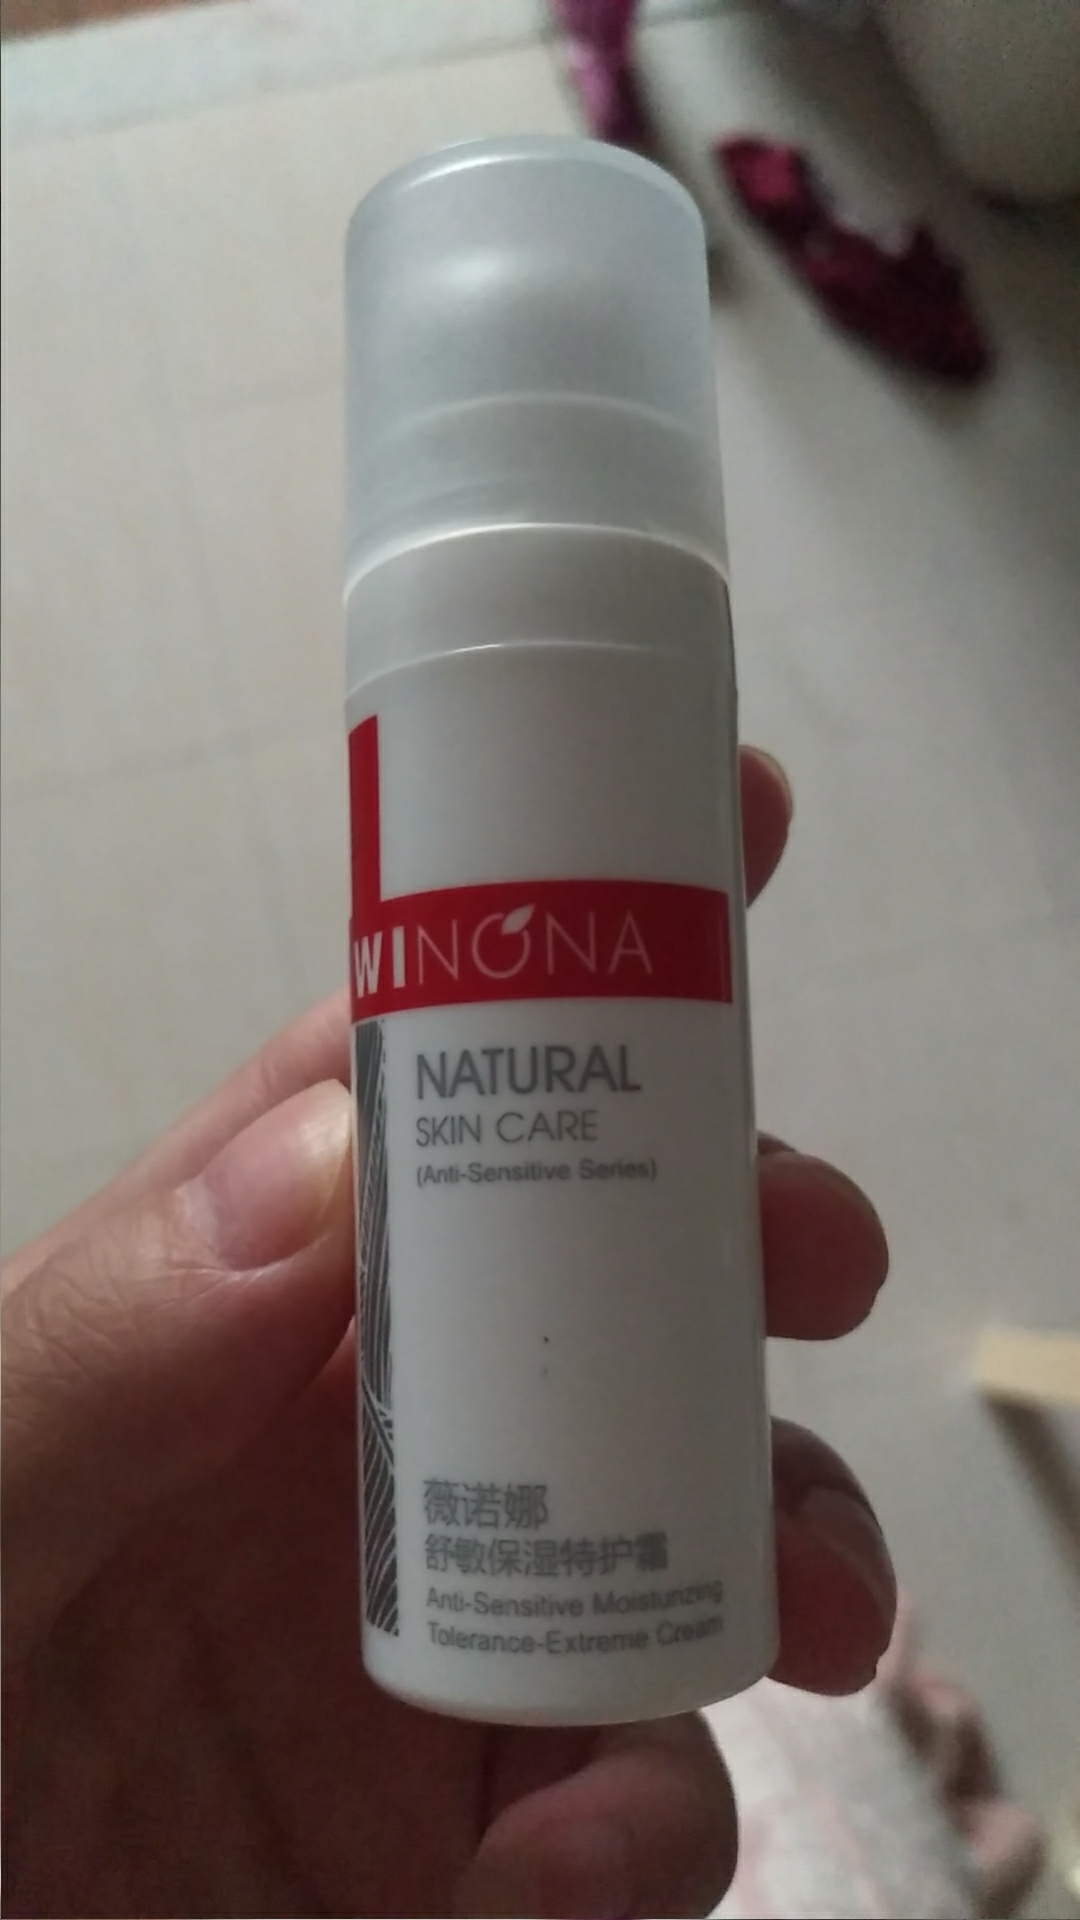 WINONA
NATURAL
SKIN CARE
(Anti-Sensitive Series)
薇诺娜
舒敏保湿特护霜
Anti-Sensitive Moisturizing
Tolerance-Extreme Cream